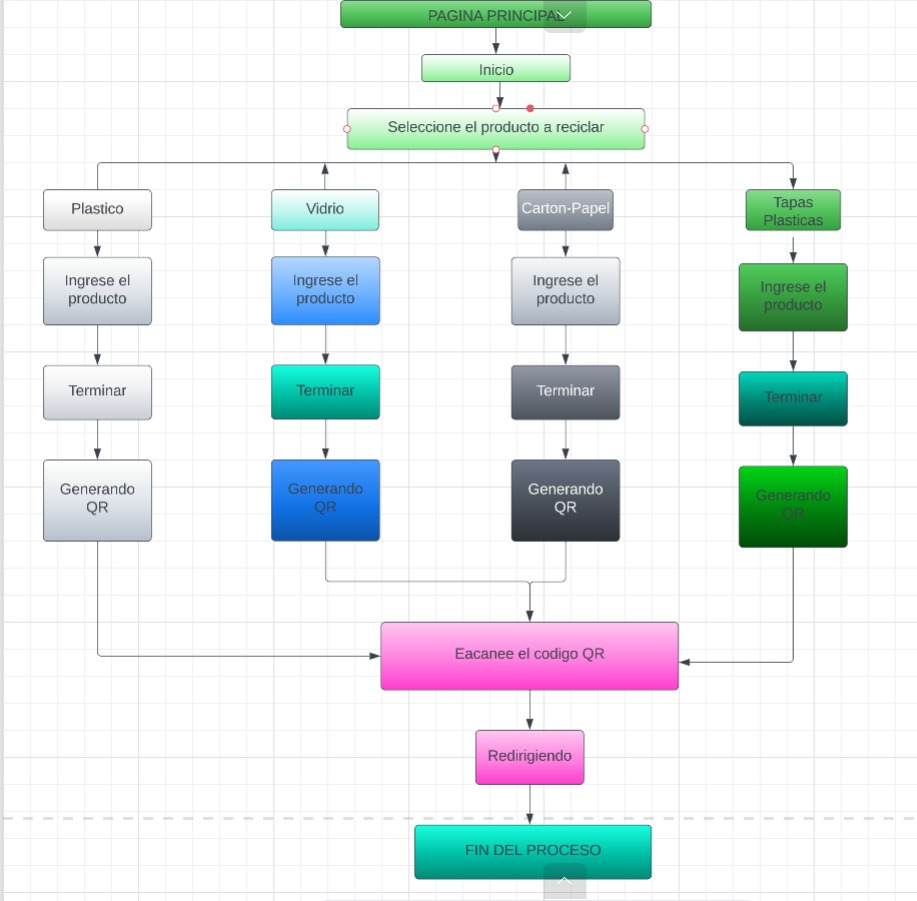 PAGINA PRINCIPAL
Inicio
Seleccione el producto a reciclar
Plastico
Vidrio
Carton-Papel
Tapas
Plasticas
Ingrese el
producto
Ingrese el
producto
Ingrese el
producto
Ingrese el
producto
Terminar
Terminar
Terminar
Terminar
Generando
QR
Generando
QR
Generando
QR
Generando
QR
Eacanee el codigo QR
Redirigiendo
FIN DEL PROCESO